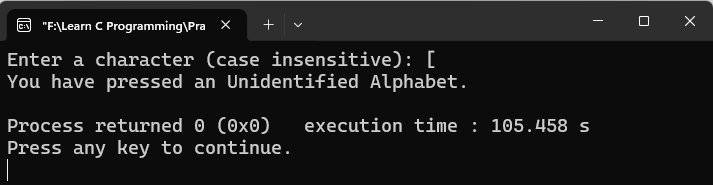 "F:\Learn C Programming\Pra
Enter a character (case insensitive): [
You have pressed an Unidentified Alphabet.
Process returned 0 (0x0)   execution time : 105.458 s
Press any key to continue.